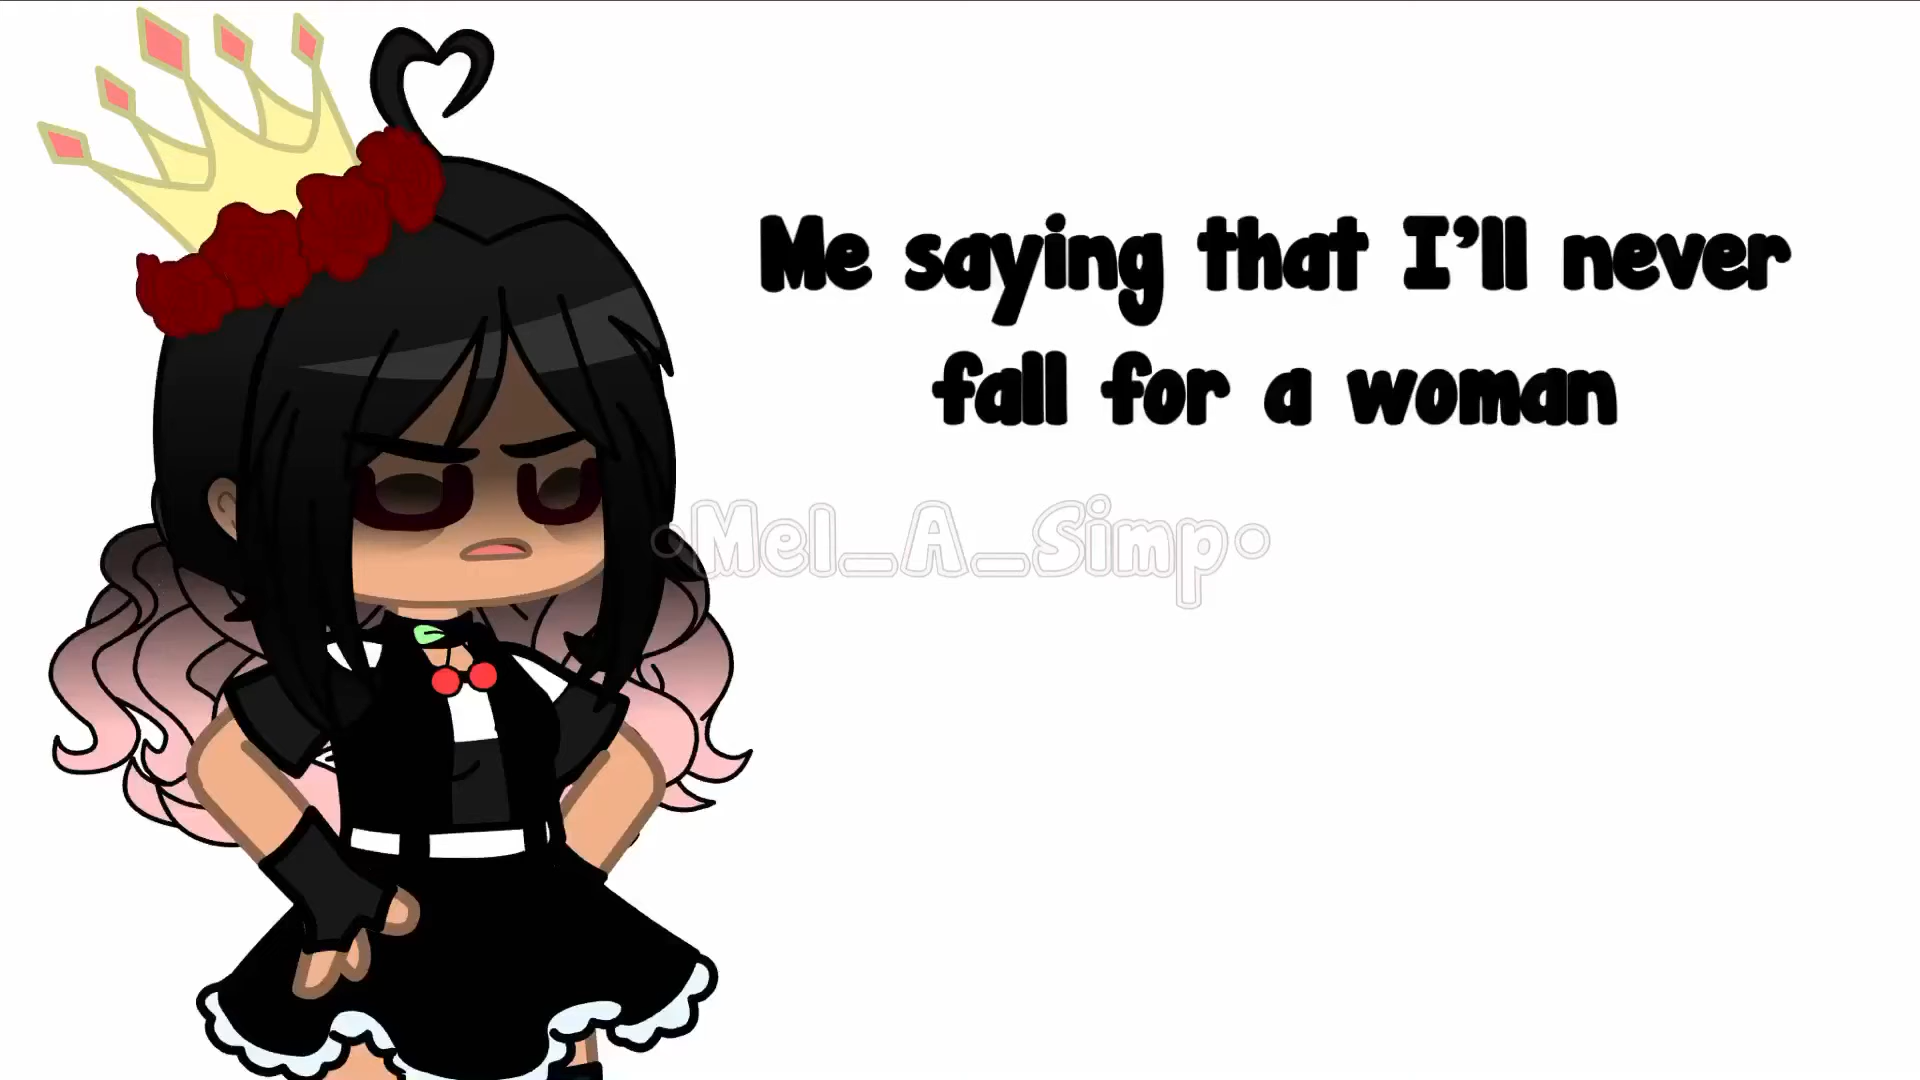 Me saying that I'll never
fall for a woman
○Mel_A_Simp○